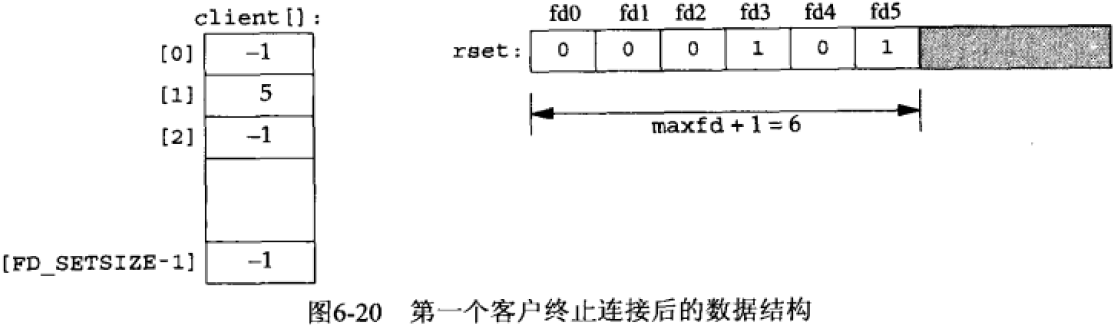 client[]:
[0] −1
[1] 5
[2] −1
[FD_SETSIZE-1] −1
fd0 fd1 fd2 fd3 fd4 fd5
rset: 0 0 0 1 0 1
maxfd + 1 = 6
图6-20 第一个客户终止连接后的数据结构